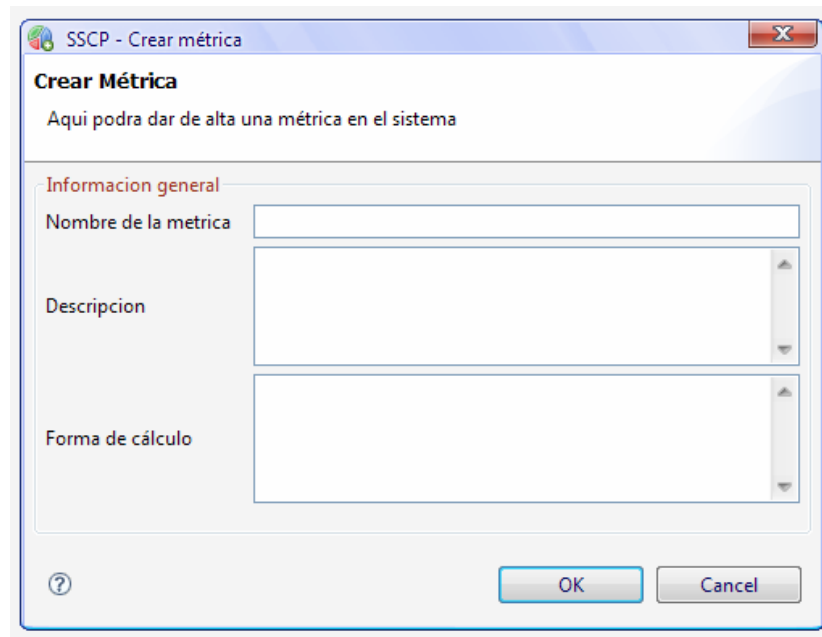 SSCP - Crear métrica
Crear Métrica
Aqui podra dar de alta una métrica en el sistema
Informacion general
Nombre de la metrica
Descripcion
Forma de cálculo
OK
Cancel